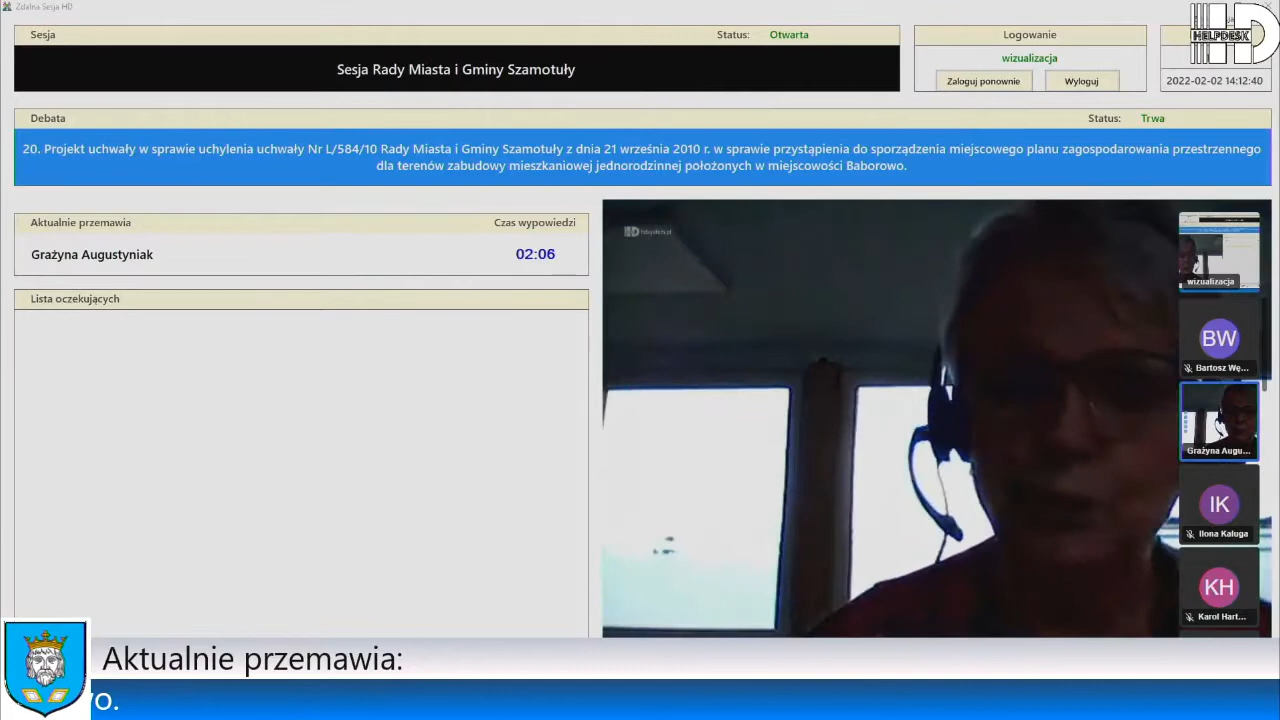 Zdalna Sesja HD
Sesja
Status: Otwarta
Sesja Rady Miasta i Gminy Szamotuły
Logowanie
wizualizacja
Zaloguj ponownie
Wyloguj
HELPDESK
2022-02-02 14:12:40
Debata
Status: Trwa
20. Projekt uchwały w sprawie uchylenia uchwały Nr L/584/10 Rady Miasta i Gminy Szamotuły z dnia 21 września 2010 r. w sprawie przystąpienia do sporządzenia miejscowego planu zagospodarowania przestrzennego
dla terenów zabudowy mieszkaniowej jednorodzinnej położonych w miejscowości Baborowo.
Aktualnie przemawia
Czas wypowiedzi
Grażyna Augustyniak
02:06
Lista oczekujących
wizualizacja
BW
Bartosz Wę...
Grażyna Augu...
IK
Ilona Kaługa
KH
Karol Hart...
Aktualnie przemawia:
wo.